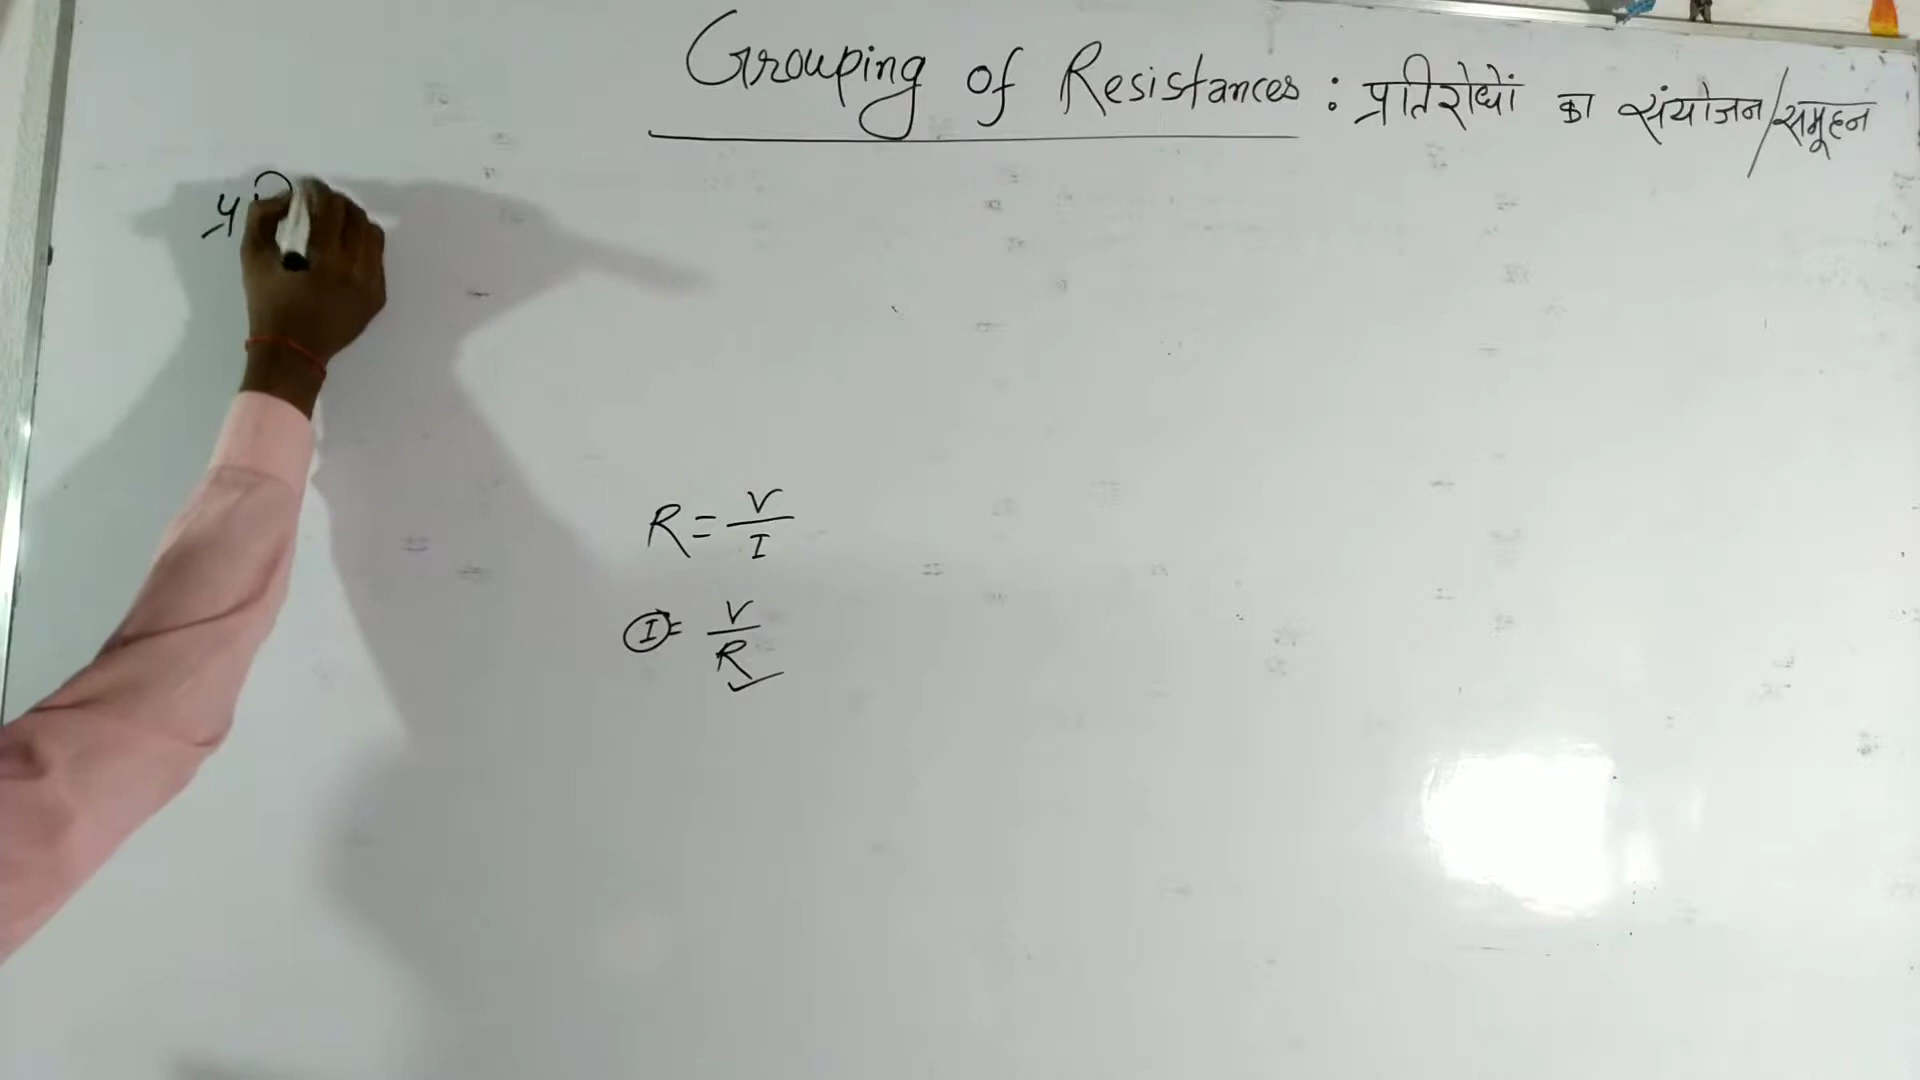 Grouping of Resistances : प्रतिरोधों का संयोजन/समूहन
R = V/I
I = V/R